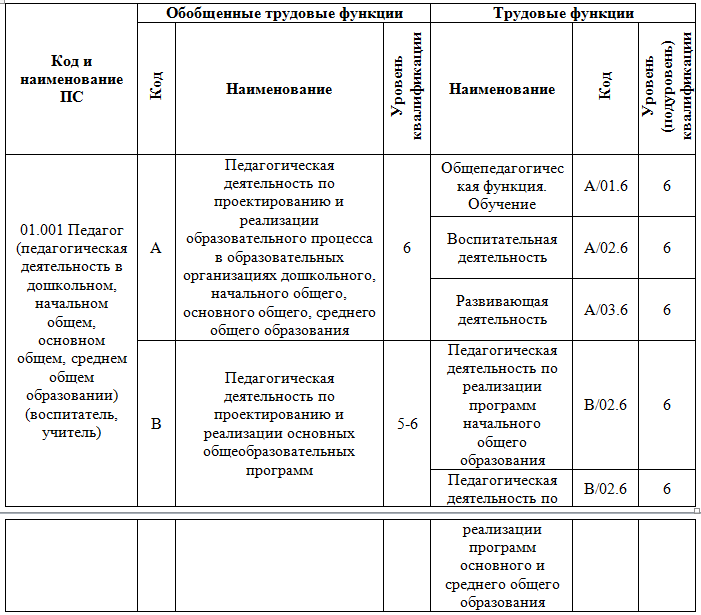 Код и
наименование
ПС
Обобщенные трудовые функции
Трудовые функции
Код
Наименование
Уровень
квалификации
Наименование
Код
Уровень
(подуровень)
квалификации
01.001 Педагог
(педагогическая
деятельность в
дошкольном,
начальном
общем,
основном
общем, среднем
общем
образовании)
(воспитатель,
учитель)
А
Педагогическая
деятельность по
проектированию и
реализации
образовательного процесса
в образовательных
организациях дошкольного,
начального общего,
основного общего, среднего
общего образования
6
Общепедагогичес
кая функция.
Обучение
А/01.6
6
Воспитательная
деятельность
А/02.6
6
Развивающая
деятельность
А/03.6
6
В
Педагогическая
деятельность по
проектированию и
реализации основных
общеобразовательных
программ
5-6
Педагогическая
деятельность по
реализации
программ
начального
общего
образования
В/02.6
6
Педагогическая
деятельность по
В/02.6
6
реализации
программ
основного и
среднего общего
образования